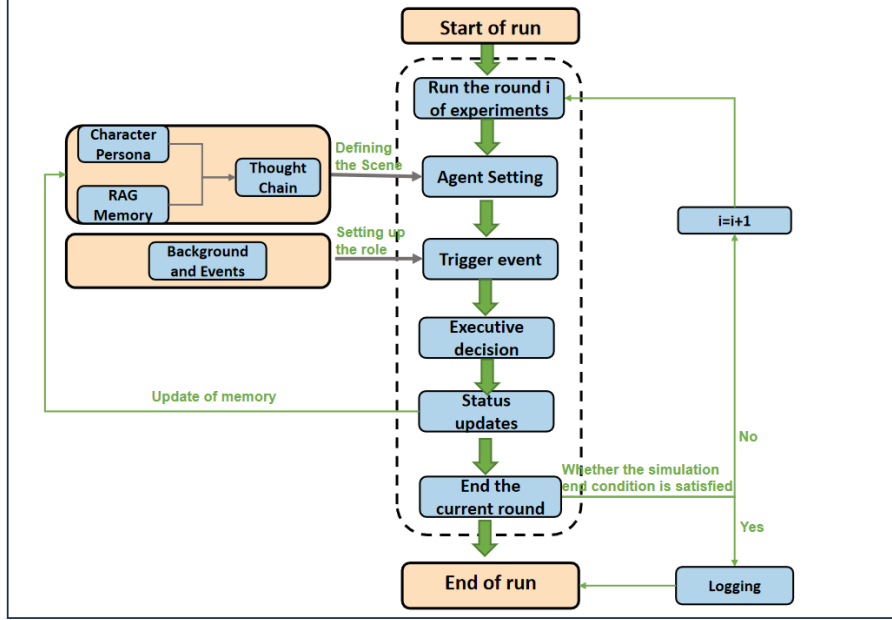 Start of run
Run the round i
of experiments
Character
Persona
Thought
Chain
RAG
Memory
Defining
the Scene
Agent Setting
i=i+1
Setting up
the role
Background
and Events
Trigger event
Executive
decision
Update of memory
Status
updates
No
Whether the simulation
end condition is satisfied
End the
current round
Yes
End of run
Logging